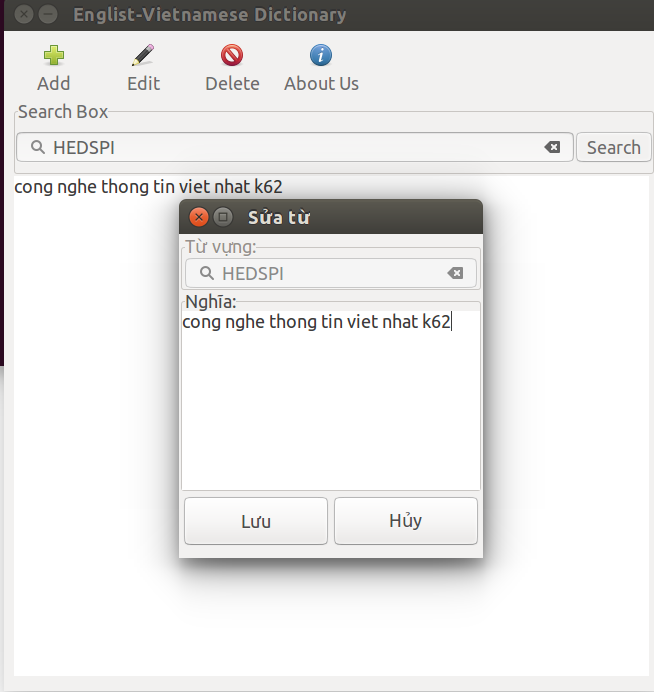 Englist-Vietnamese Dictionary
Add Edit Delete About Us
Search Box
HEDSPI Search
cong nghe thong tin viet nhat k62
Sửa từ
Từ vựng:
HEDSPI
Nghĩa:
cong nghe thong tin viet nhat k62
Lưu Hủy